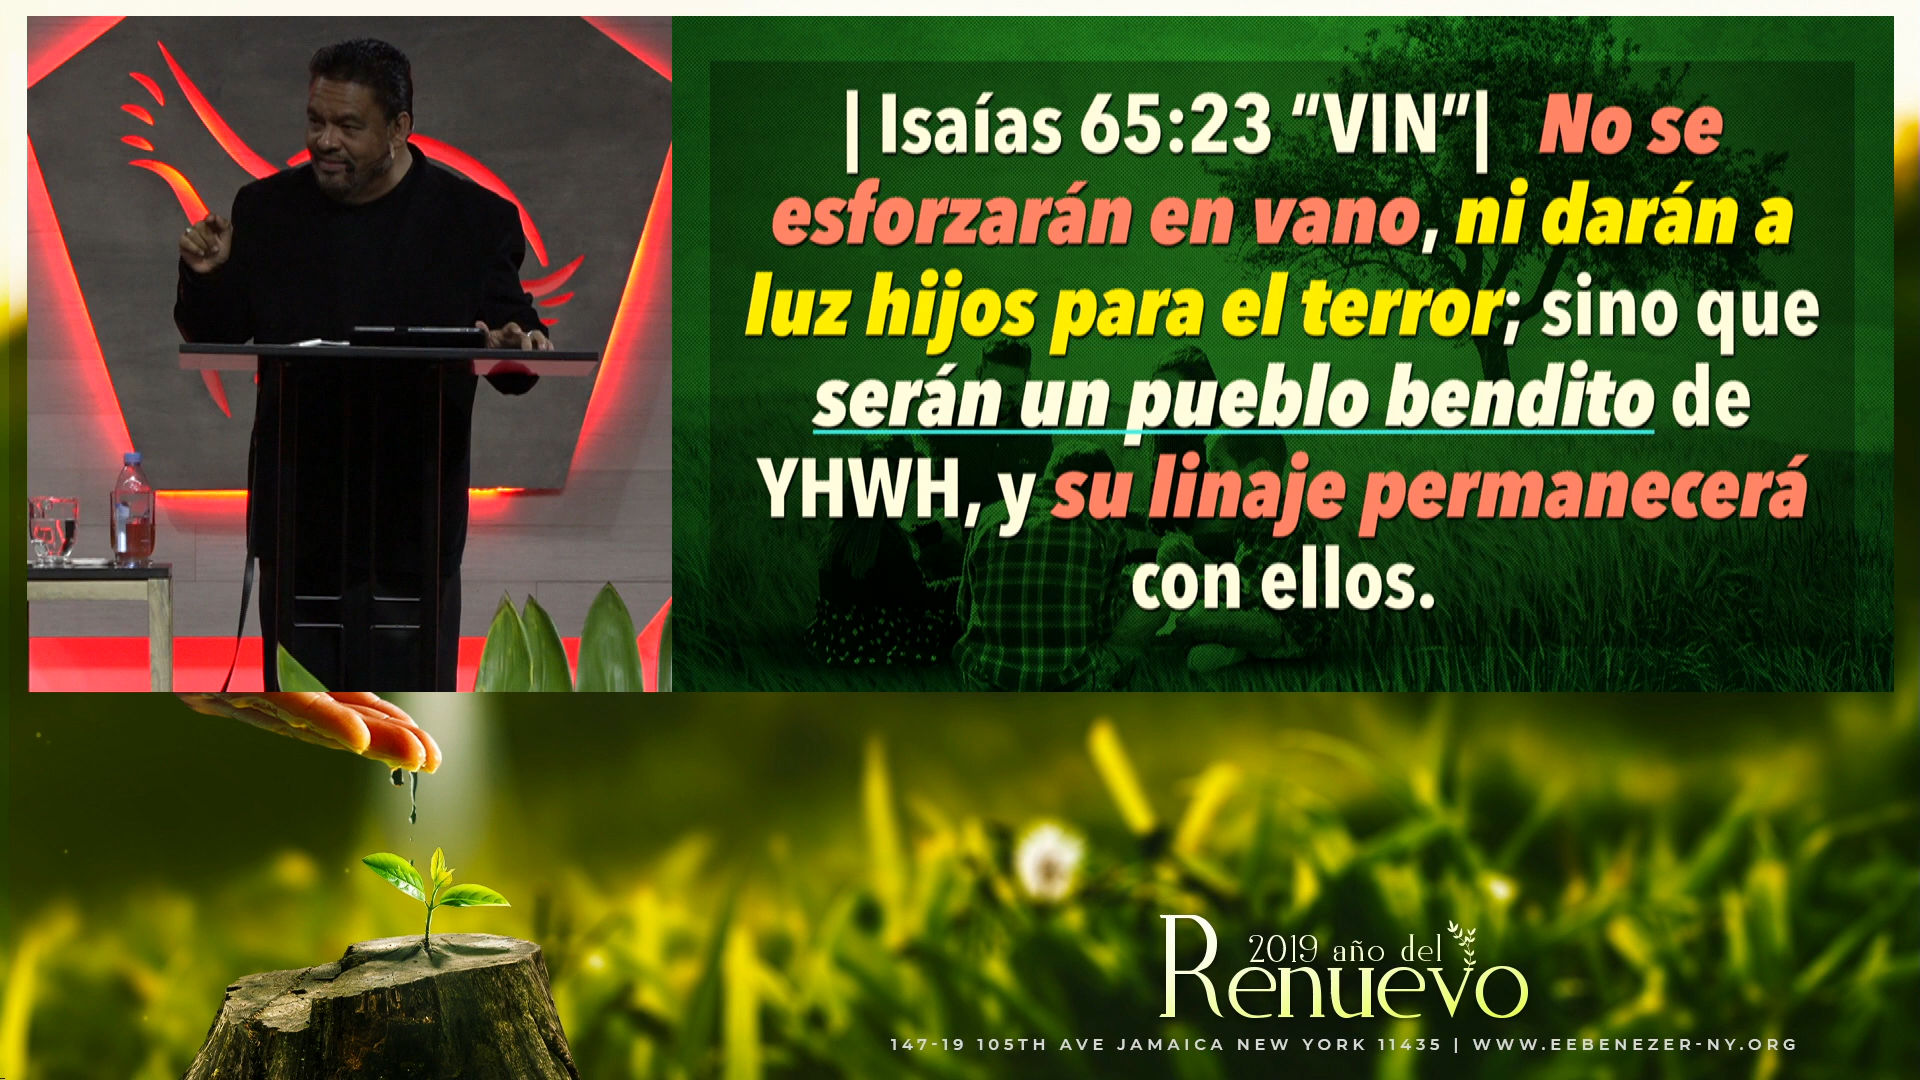 | Isaías 65:23 “VIN”| No se
esforzarán en vano, ni darán a
luz hijos para el terror; sino que
serán un pueblo bendito de
YHWH, y su linaje permanecerá
con ellos.
2019 año del
Renuevo
147-19 105TH AVE JAMAICA NEW YORK 11435 | WWW.EEBENEZER-NY.ORG